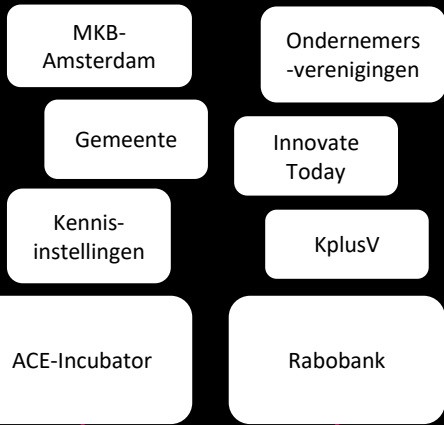 MKB-
Amsterdam
Ondernemers
-verenigingen
Gemeente
Innovate
Today
Kennis-
instellingen
KplusV
ACE-Incubator
Rabobank